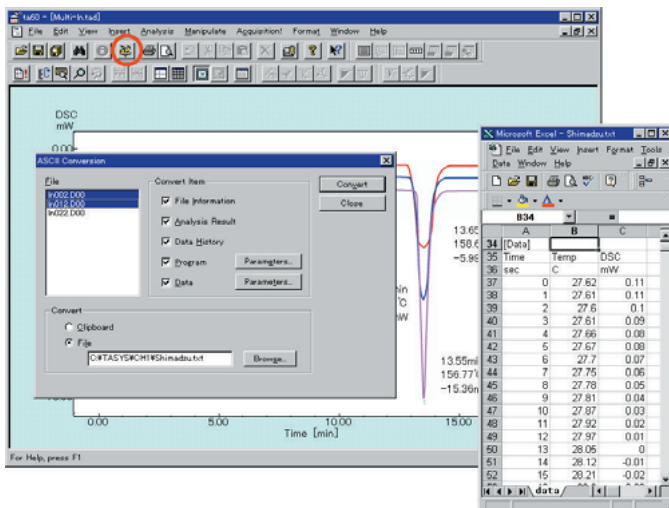 ta60 - [Multi-In.tad]
File Edit View Insert Analysis Manipulate Acquisition! Format Window Help
DSC
mW
0.00
ASCII Conversion
File
In002.D00
In012.D00
In022.D00
Convert Item
File Information
Analysis Result
Data History
Program Parameters...
Data Parameters...
Convert
Close
Convert
Clipboard
File
C:¥TASYS¥CH1¥Shimadzu.txt Browse...
13.65
158.6
-5.99
13.55mi
156.77°C
-15.36m
0.00 5.00 10.00 15.00
Time [min]
For Help, press F1
Microsoft Excel - Shimadzu.txt
File Edit View Insert Format Tools
Data Window Help
B34 =
A B C
34 [Data]
35 Time Temp DSC
36 sec C mW
37 0 27.62 0.11
38 1 27.61 0.11
39 2 27.6 0.1
40 3 27.61 0.09
41 4 27.66 0.08
42 5 27.67 0.08
43 6 27.7 0.07
44 7 27.75 0.06
45 8 27.78 0.05
46 9 27.81 0.04
47 10 27.87 0.03
48 11 27.92 0.02
49 12 27.97 0.01
50 13 28.05 0
51 14 28.12 -0.01
52 15 28.21 -0.02
data